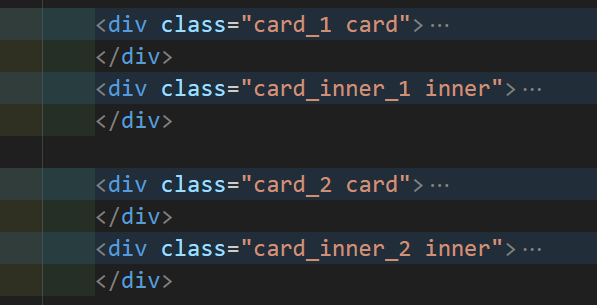 <div class="card_1 card">···
</div>
<div class="card_inner_1 inner">···
</div>
<div class="card_2 card">···
</div>
<div class="card_inner_2 inner">···
</div>